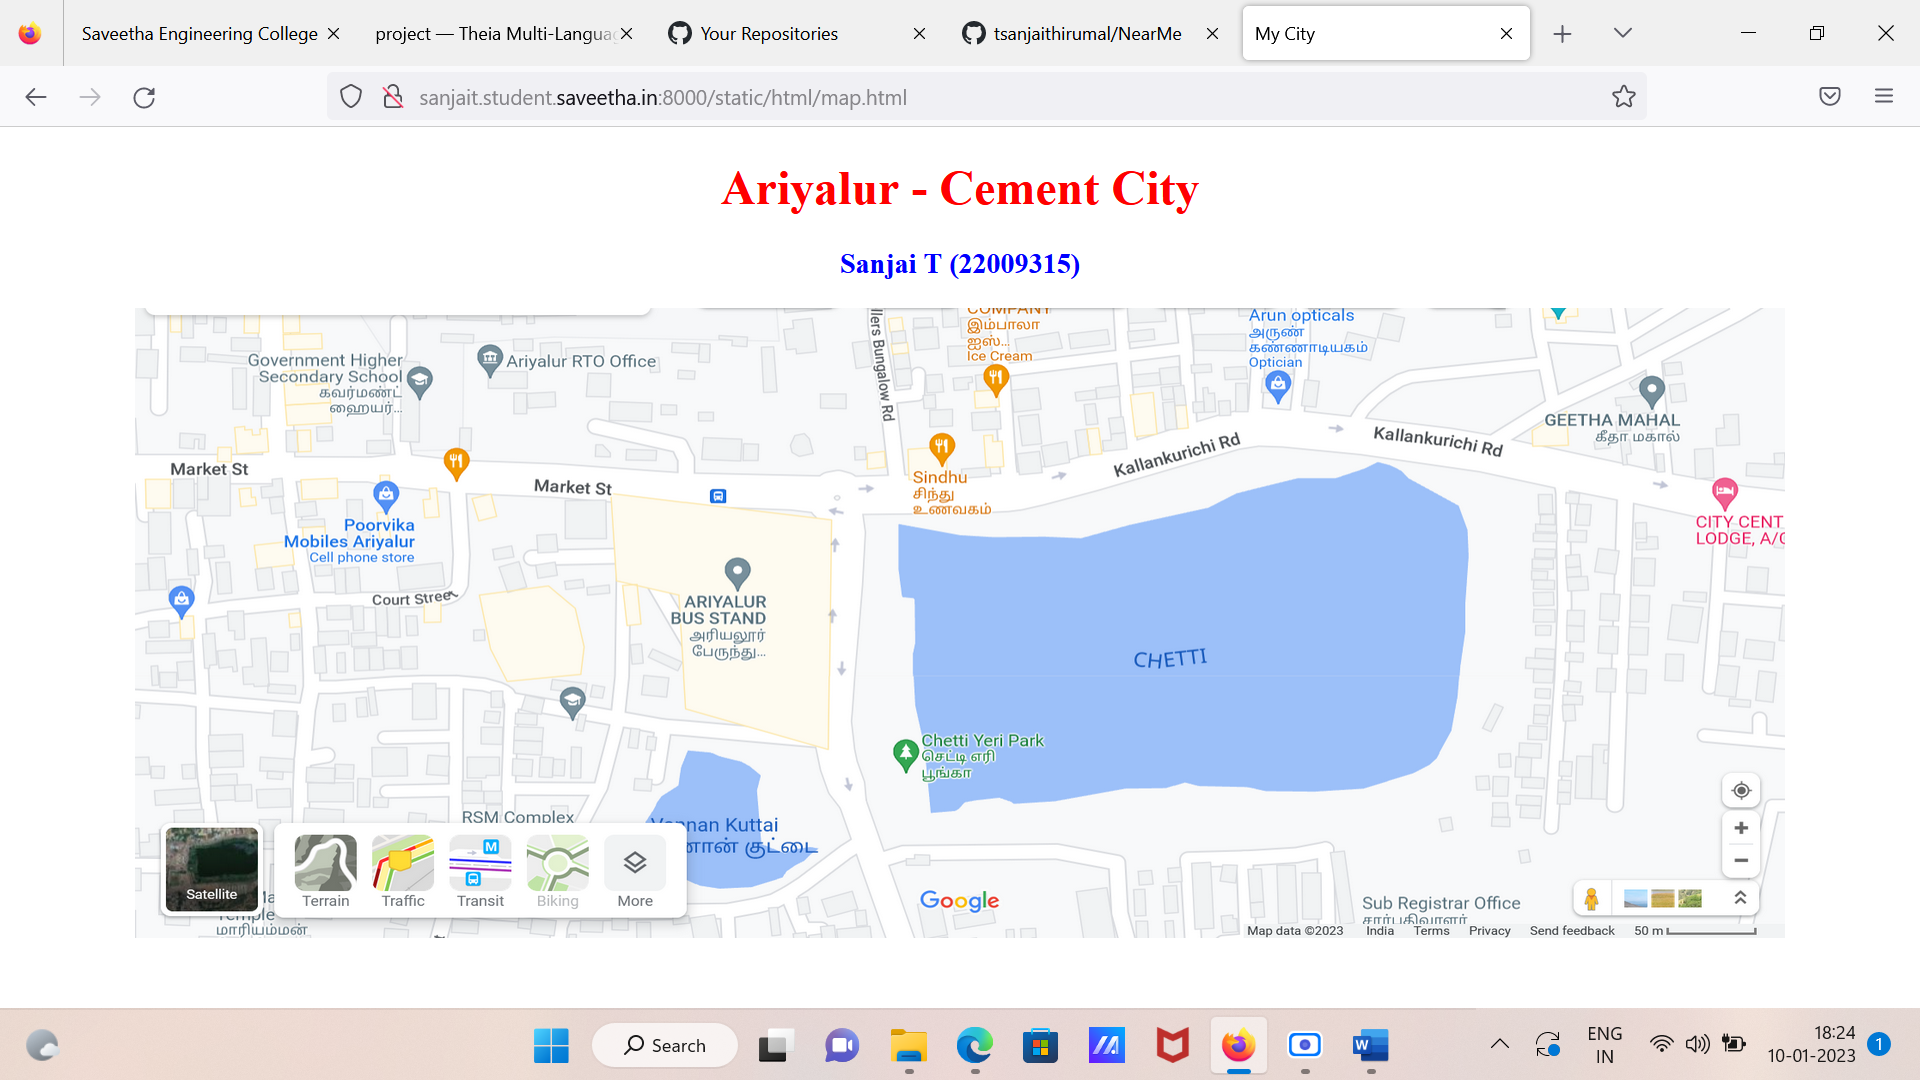 Saveetha Engineering College
project — Theia Multi-Langua
Your Repositories
tsanjaithirumal/NearMe
My City
sanjait.student.saveetha.in:8000/static/html/map.html
Ariyalur - Cement City
Sanjai T (22009315)
COMPANY
இம்பாலா
ஐஸ்...
Ice Cream
Arun opticals
அருண்
கண்ணாடியகம்
Optician
llers Bungalow Rd
Government Higher
Secondary School
கவர்மண்ட்
ஹையர்...
Ariyalur RTO Office
GEETHA MAHAL
கீதா மகால்
Kallankurichi Rd
Kallankurichi Rd
Market St
Market St
Sindhu
சிந்து
உணவகம்
CITY CENT
LODGE, A/C
Poorvika
Mobiles Ariyalur
Cell phone store
Court Street
ARIYALUR
BUS STAND
அரியலூர்
பேருந்து...
CHETTI
Chetti Yeri Park
செட்டி எரி
பூங்கா
RSM Complex
Vannan Kuttai
னான் குட்டை
Satellite
Terrain
Traffic
Transit
Biking
More
M
Temple
மாரியம்மன்
Google
Sub Registrar Office
சார்பதிவாளர்
Map data ©2023
India
Terms
Privacy
Send feedback
50 m
Search
ENG
IN
18:24
10-01-2023
1